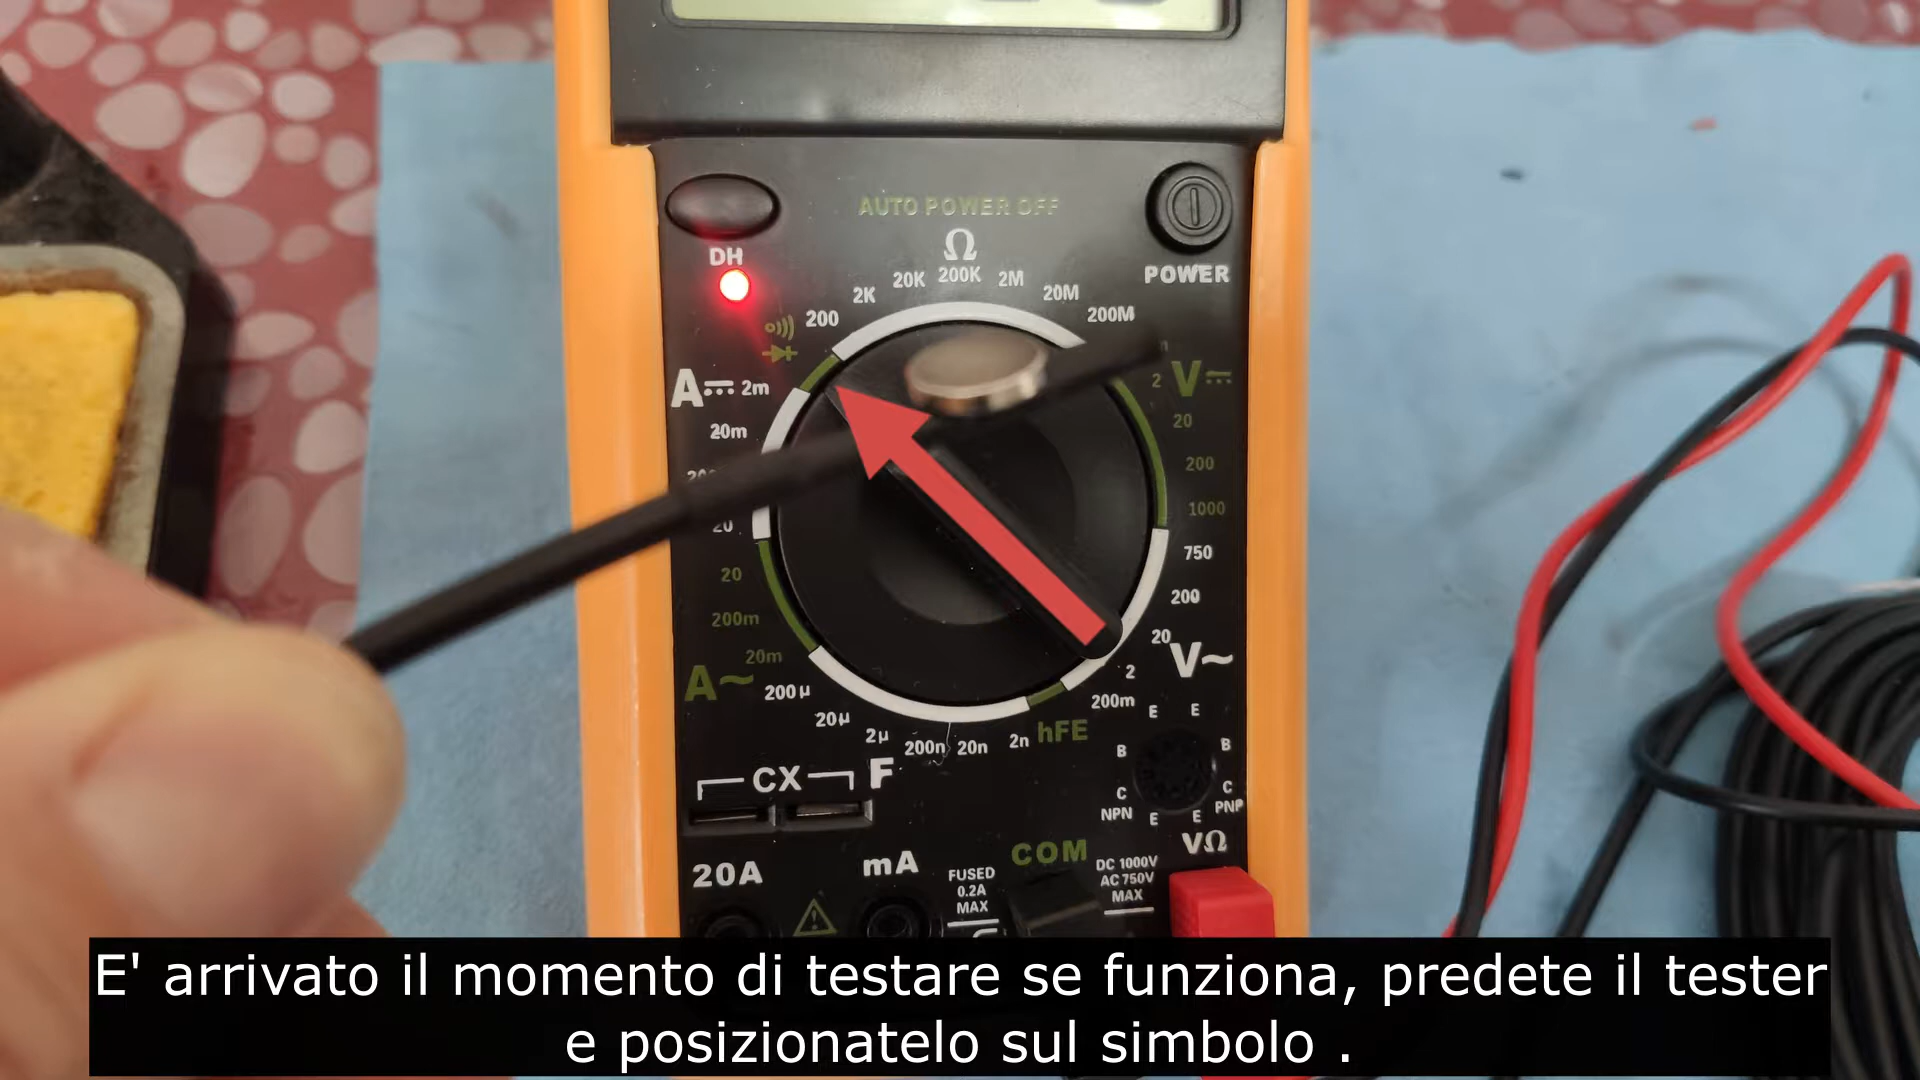 AUTO POWER OFF
DH
Ω
POWER
20K 200K 2M
2K 20M
200 200M
A 2m
2 V
20m
20
200
1000
20
750
20
200
200m
20
20m
V~
A~
2
200µ
200m
20µ
E E
2µ
hFE
200n 20n 2n
B B
CX F
C C
NPN PNP
E E
VΩ
COM
20A mA
FUSED
0.2A
MAX
DC 1000V
AC 750V
MAX
E' arrivato il momento di testare se funziona, predete il tester
e posizionatelo sul simbolo .